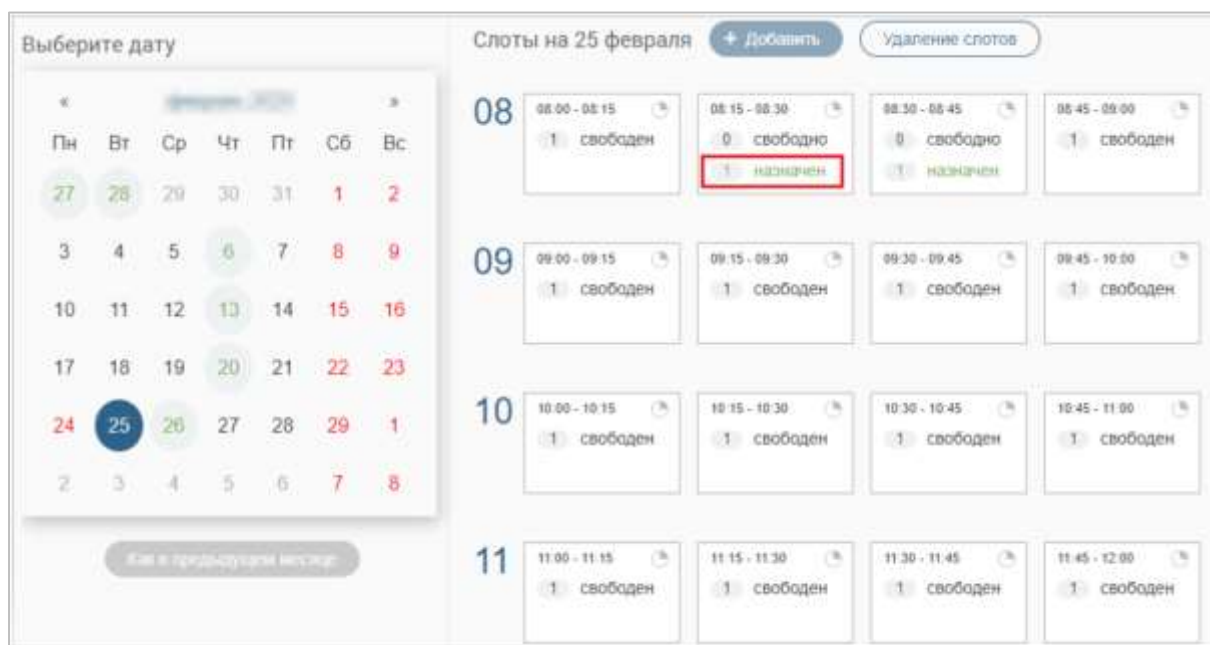 Выберите дату
« »
Пн Вт Ср Чт Пт Сб Вс
27 28 29 30 31 1 2
3 4 5 6 7 8 9
10 11 12 13 14 15 16
17 18 19 20 21 22 23
24 25 26 27 28 29 1
2 3 4 5 6 7 8
Как в предыдущем месяце
Слоты на 25 февраля + Добавить Удаление слотов
08 08:00 - 08:15 08:15 - 08:30 08:30 - 08:45 08:45 - 09:00
1 свободен 0 свободно 0 свободно 1 свободен
1 назначен 1 назначен
09 09:00 - 09:15 09:15 - 09:30 09:30 - 09:45 09:45 - 10:00
1 свободен 1 свободен 1 свободен 1 свободен
10 10:00 - 10:15 10:15 - 10:30 10:30 - 10:45 10:45 - 11:00
1 свободен 1 свободен 1 свободен 1 свободен
11 11:00 - 11:15 11:15 - 11:30 11:30 - 11:45 11:45 - 12:00
1 свободен 1 свободен 1 свободен 1 свободен